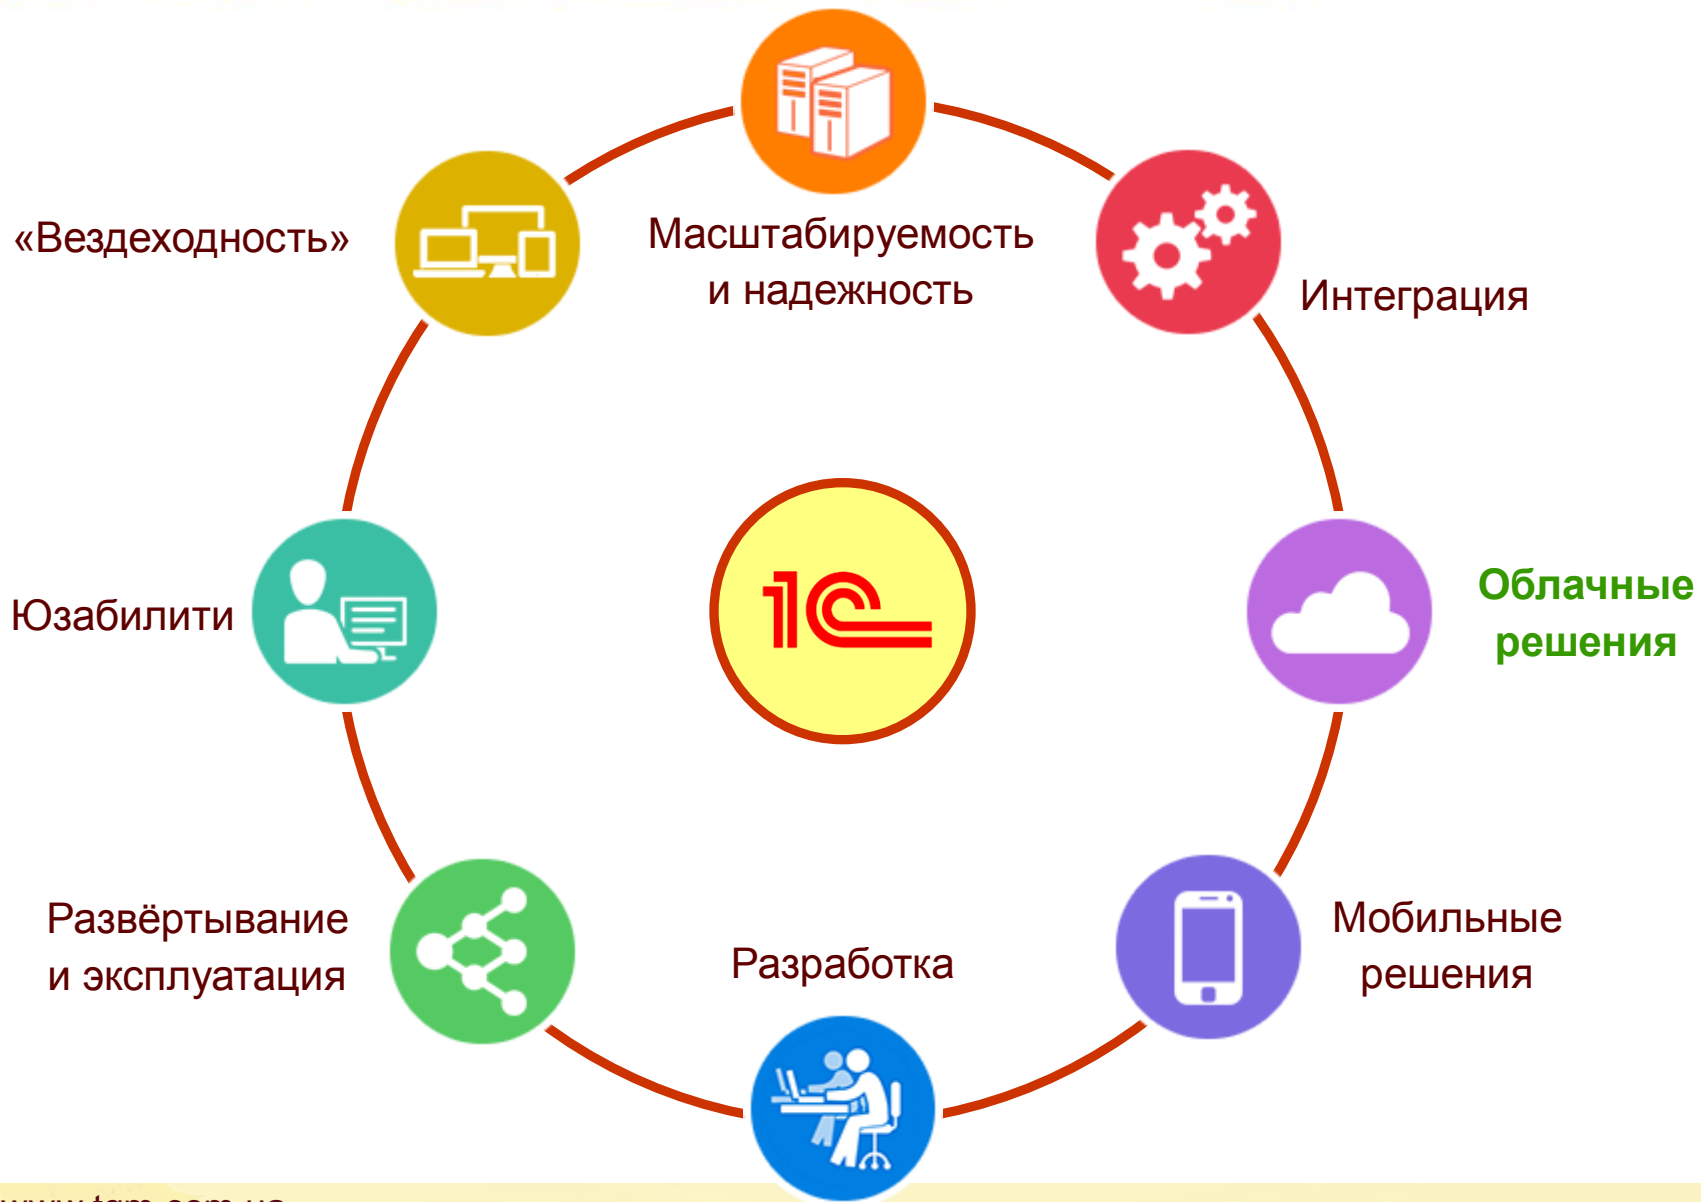 Масштабируемость
и надежность
«Вездеходность»
Интеграция
1С
Юзабилити
Облачные
решения
Развёртывание
и эксплуатация
Разработка
Мобильные
решения